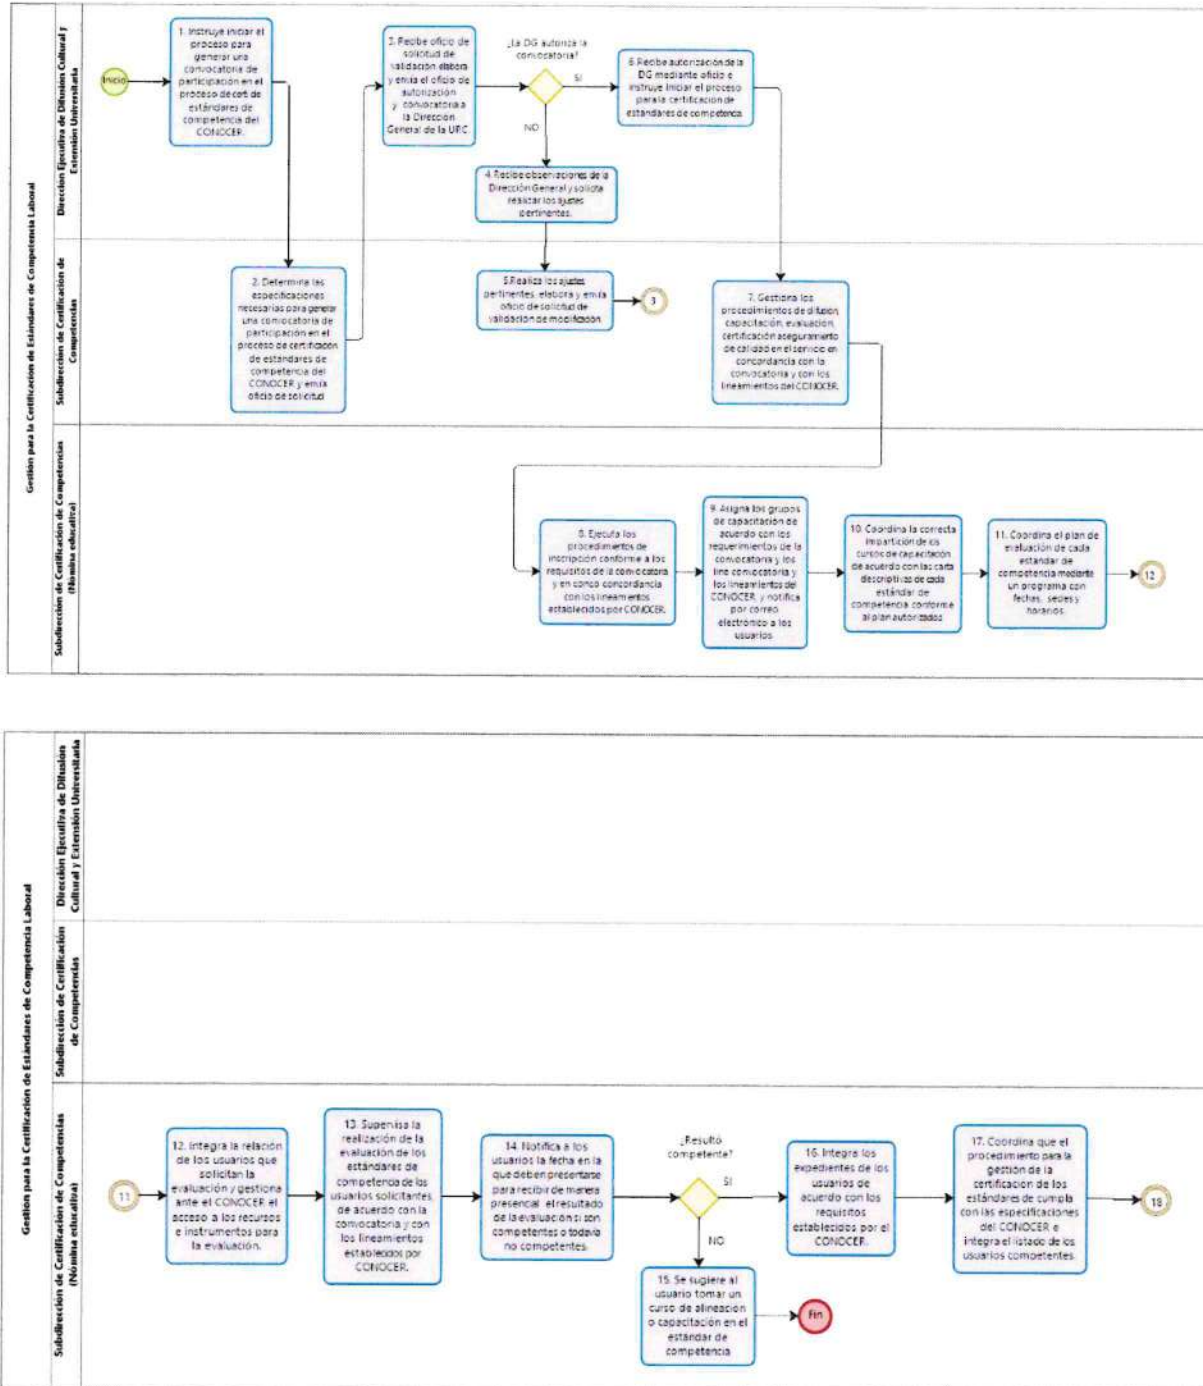 Gestión para la Certificación de Estándares de Competencia Laboral
Dirección Ejecutiva de Difusión Cultural y
Extensión Universitaria
Inicio
1. Instruye iniciar el
proceso para
generar una
convocatoria de
participación en el
proceso de cert. de
estándares de
competencia del
CONOCER.
3. Recibe oficio de
solicitud de
validación elabora
y envía el oficio de
autorización
y convocatoria a
la Dirección
General de la URC.
¿La DG autoriza la
convocatoria?
SI
NO
6. Recibe autorización de la
DG mediante oficio e
instruye iniciar el proceso
para la certificación de
estándares de competencia.
4. Recibe observaciones de la
Dirección General y solicita
realizar los ajustes
pertinentes.
Subdirección de Certificación de
Competencias
2. Determina las
especificaciones
necesarias para generar
una convocatoria de
participación en el
proceso de certificación
de estándares de
competencia del
CONOCER y envía
oficio de solicitud
5. Realiza los ajustes
pertinentes, elabora y envía
oficio de solicitud de
validación de modificación.
3
7. Gestiona los
procedimientos de difusión,
capacitación, evaluación,
certificación aseguramiento
de calidad en el servicio en
concordancia con la
convocatoria y con los
lineamientos del CONOCER.
Subdirección de Certificación de Competencias
(Nómina educativa)
8. Ejecuta los
procedimientos de
inscripción conforme a los
requisitos de la convocatoria
y en conco concordancia
con los lineamientos
establecidos por CONOCER.
9. Asigna los grupos
de capacitación de
acuerdo con los
requerimientos de la
convocatoria y los
line convocatoria y
los lineamientos del
CONOCER, y notifica
por correo
electrónico a los
usuarios
10. Coordina la correcta
impartición de los
cursos de capacitación
de acuerdo con las carta
descriptivas de cada
estándar de
competencia conforme
al plan autorizados
11. Coordina el plan de
evaluación de cada
estándar de
competencia mediante
un programa con
fechas, sedes y
horarios.
12
Gestión para la Certificación de Estándares de Competencia Laboral
Dirección Ejecutiva de Difusión
Cultural y Extensión Universitaria
Subdirección de Certificación
de Competencias
Subdirección de Certificación de Competencias
(Nómina educativa)
11
12. Integra la relación
de los usuarios que
solicitan la
evaluación y gestiona
ante el CONOCER el
acceso a los recursos
e instrumentos para
la evaluación.
13. Supervisa la
realización de la
evaluación de los
estándares de
competencia de los
usuarios solicitantes
de acuerdo con la
convocatoria y con
los lineamientos
establecidos por
CONOCER.
14. Notifica a los
usuarios la fecha en la
que deben presentarse
para recibir de manera
presencial el resultado
de la evaluación si son
competentes o todavía
no competentes.
¿Resultó
competente?
SI
NO
15. Se sugiere al
usuario tomar un
curso de alineación
o capacitación en el
estándar de
competencia
Fin
16. Integra los
expedientes de los
usuarios de
acuerdo con los
requisitos
establecidos por el
CONOCER.
17. Coordina que el
procedimiento para la
gestión de la
certificación de los
estándares de cumpla
con las especificaciones
del CONOCER e
integra el listado de los
usuarios competentes.
18